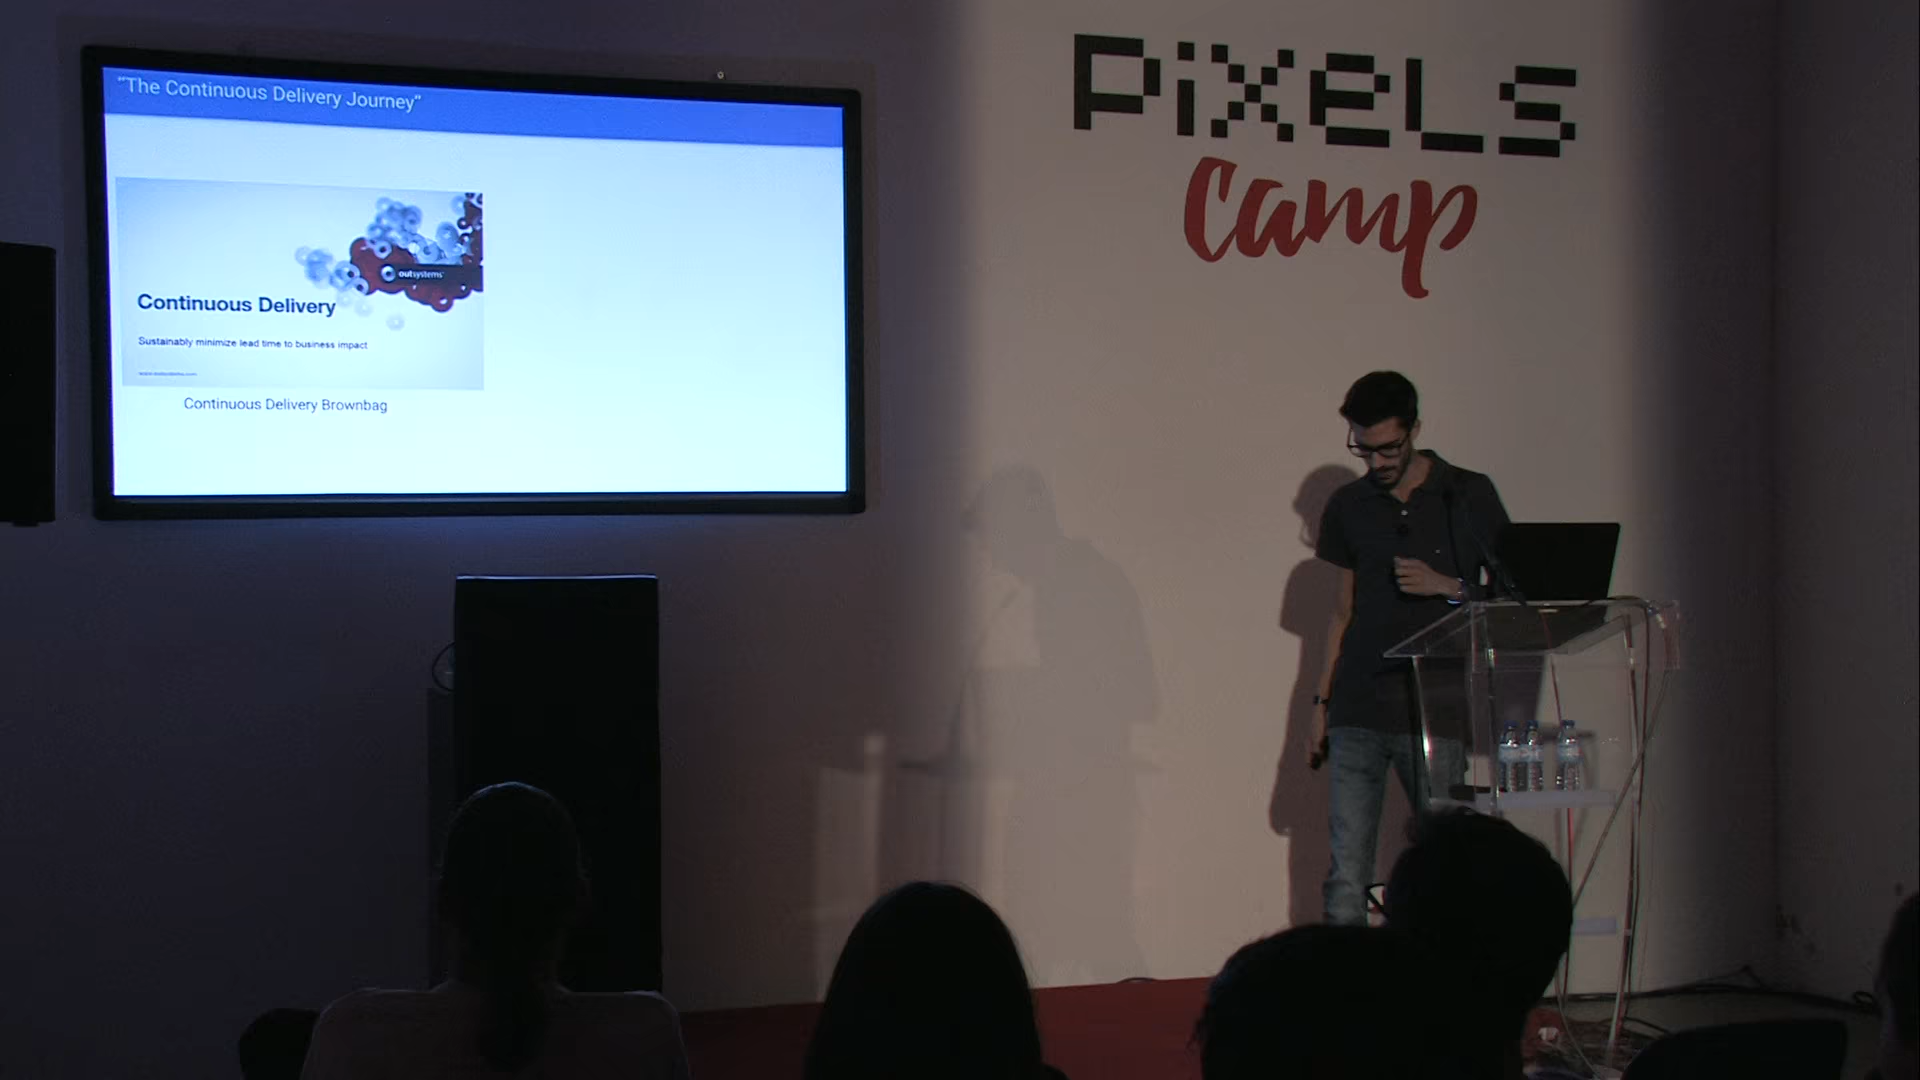 "The Continuous Delivery Journey"
outsystems
Continuous Delivery
Sustainably minimize lead time to business impact
Continuous Delivery Brownbag
pixels
camp